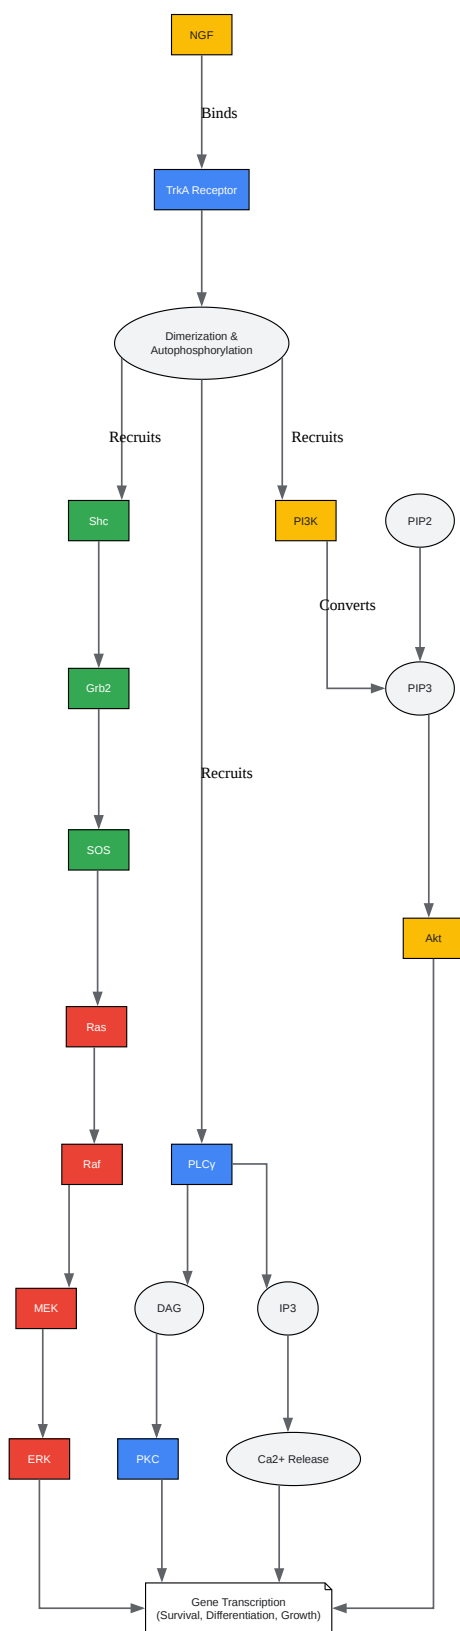 NGF
Binds
TrkA Receptor
Dimerization &
Autophosphorylation
Recruits
Recruits
Shc
PI3K
PIP2
Converts
Grb2
PIP3
Recruits
SOS
Akt
Ras
Raf
PLCγ
MEK
DAG
IP3
ERK
PKC
Ca2+ Release
Gene Transcription
(Survival, Differentiation, Growth)